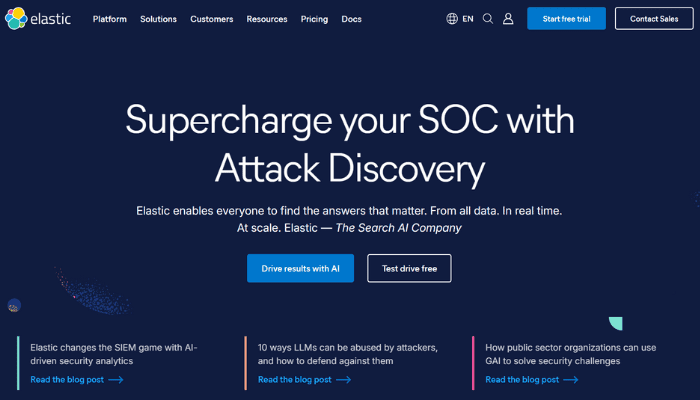 elastic
Platform Solutions Customers Resources Pricing Docs
EN
Start free trial
Contact Sales
Supercharge your SOC with
Attack Discovery
Elastic enables everyone to find the answers that matter. From all data. In real time.
At scale. Elastic — The Search AI Company
Drive results with AI
Test drive free
Elastic changes the SIEM game with AI-
driven security analytics
Read the blog post
10 ways LLMs can be abused by attackers,
and how to defend against them
Read the blog post
How public sector organizations can use
GAI to solve security challenges
Read the blog post